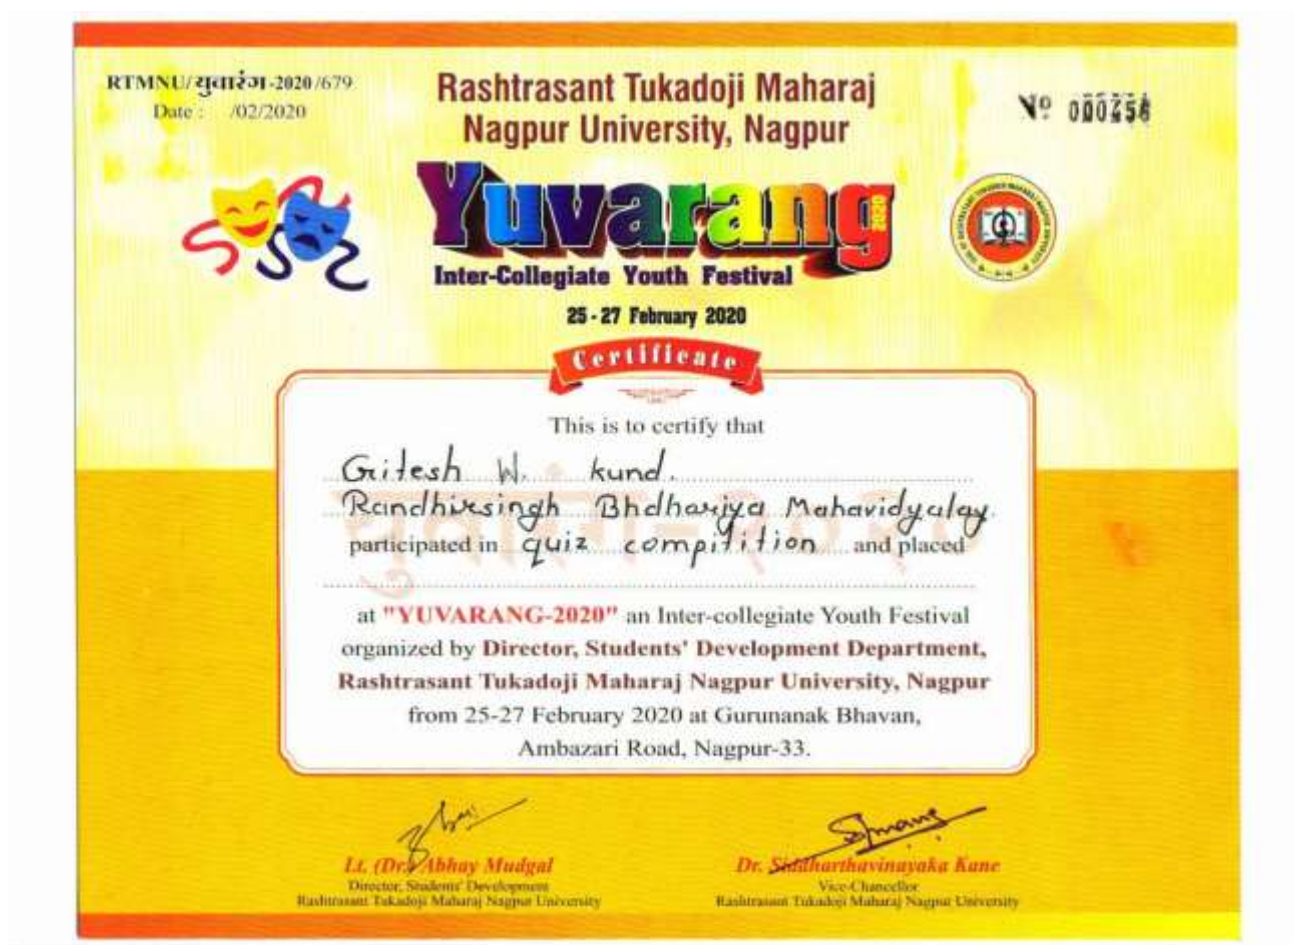 RTMNU/युवारंग-2020/679
Date : /02/2020
Rashtrasant Tukadoji Maharaj
Nagpur University, Nagpur
Nº
Yuvarang 2020
Inter-Collegiate Youth Festival
25 - 27 February 2020
Certificate
This is to certify that
Gritesh W. kund.
Randhirsingh Bhdhariya Mahavidyalay.
participated in quiz compitition and placed
at "YUVARANG-2020" an Inter-collegiate Youth Festival
organized by Director, Students' Development Department,
Rashtrasant Tukadoji Maharaj Nagpur University, Nagpur
from 25-27 February 2020 at Gurunanak Bhavan,
Ambazari Road, Nagpur-33.
Lt. (Dr.) Abhay Mudgal
Director, Students' Development
Rashtrasant Tukadoji Maharaj Nagpur University
Dr. Siddharthavinayaka Kane
Vice-Chancellor
Rashtrasant Tukadoji Maharaj Nagpur University